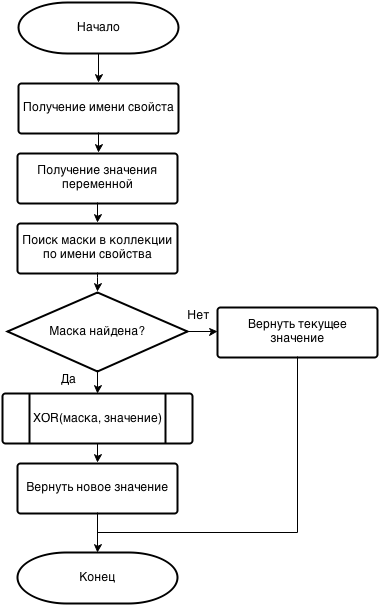 Начало
Получение имени свойста
Получение значения
переменной
Поиск маски в коллекции
по имени свойства
Маска найдена?
Нет
Вернуть текущее
значение
Да
XOR(маска, значение)
Вернуть новое значение
Конец